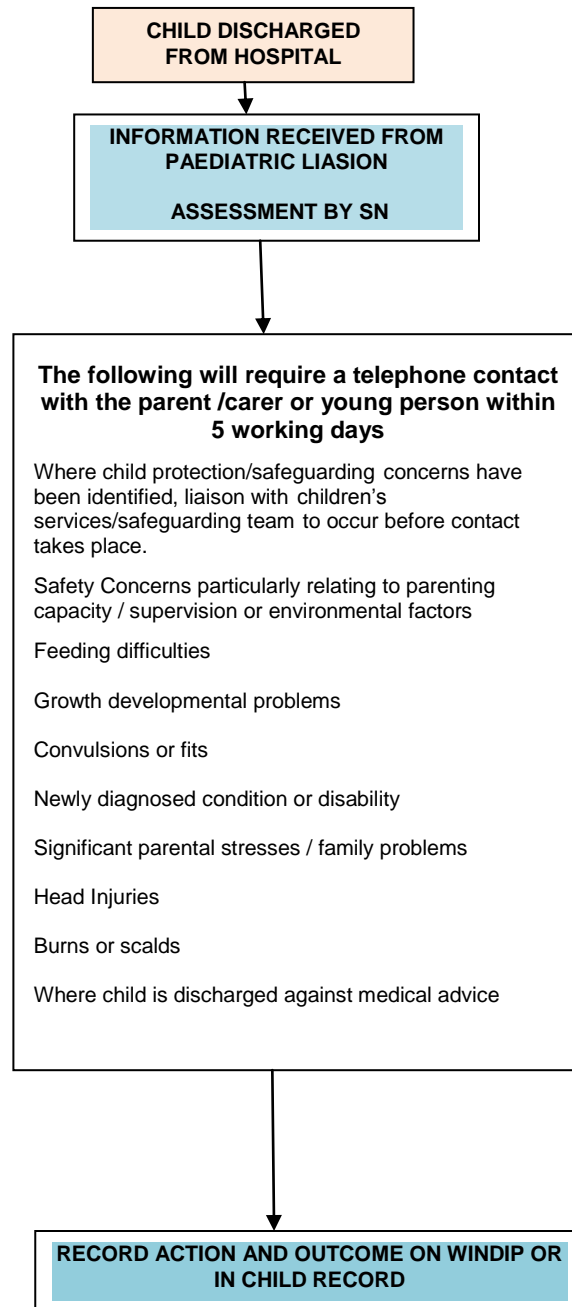 CHILD DISCHARGED
FROM HOSPITAL
INFORMATION RECEIVED FROM
PAEDIATRIC LIASION
ASSESSMENT BY SN
The following will require a telephone contact
with the parent /carer or young person within
5 working days
Where child protection/safeguarding concerns have
been identified, liaison with children’s
services/safeguarding team to occur before contact
takes place.
Safety Concerns particularly relating to parenting
capacity / supervision or environmental factors
Feeding difficulties
Growth developmental problems
Convulsions or fits
Newly diagnosed condition or disability
Significant parental stresses / family problems
Head Injuries
Burns or scalds
Where child is discharged against medical advice
RECORD ACTION AND OUTCOME ON WINDIP OR
IN CHILD RECORD